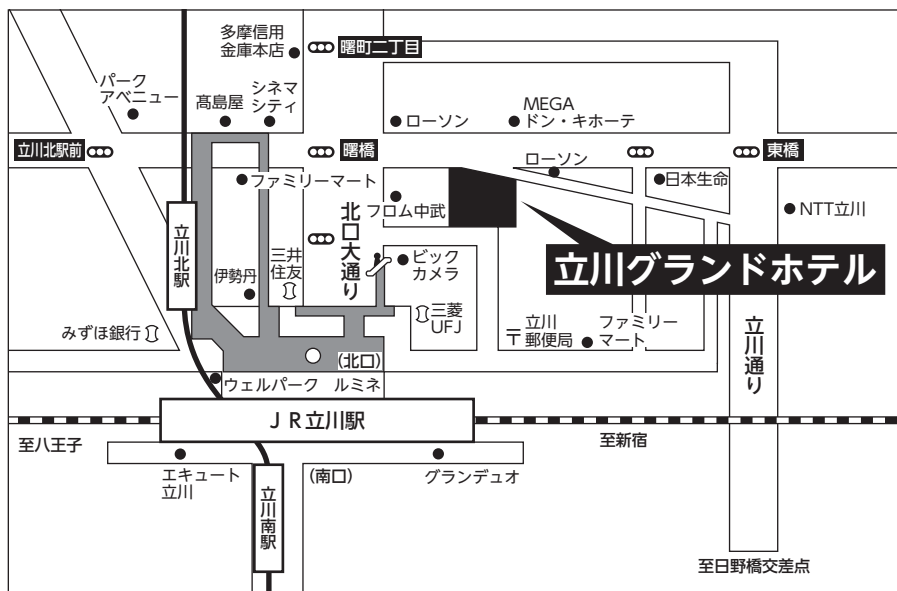 多摩信用
金庫本店
曙町二丁目
パーク
アベニュー
髙島屋
シネマ
シティ
ローソン
MEGA
ドン・キホーテ
立川北駅前
曙橋
ローソン
東橋
ファミリーマート
フロム中武
日本生命
NTT立川
立川北駅
北口大通り
三井
住友
伊勢丹
ビック
カメラ
立川グランドホテル
みずほ銀行
三菱
UFJ
〒
立川
郵便局
ファミリー
マート
立川通り
(北口)
ウェルパーク
ルミネ
JR立川駅
至八王子
至新宿
エキュート
立川
(南口)
グランデュオ
立川南駅
至日野橋交差点